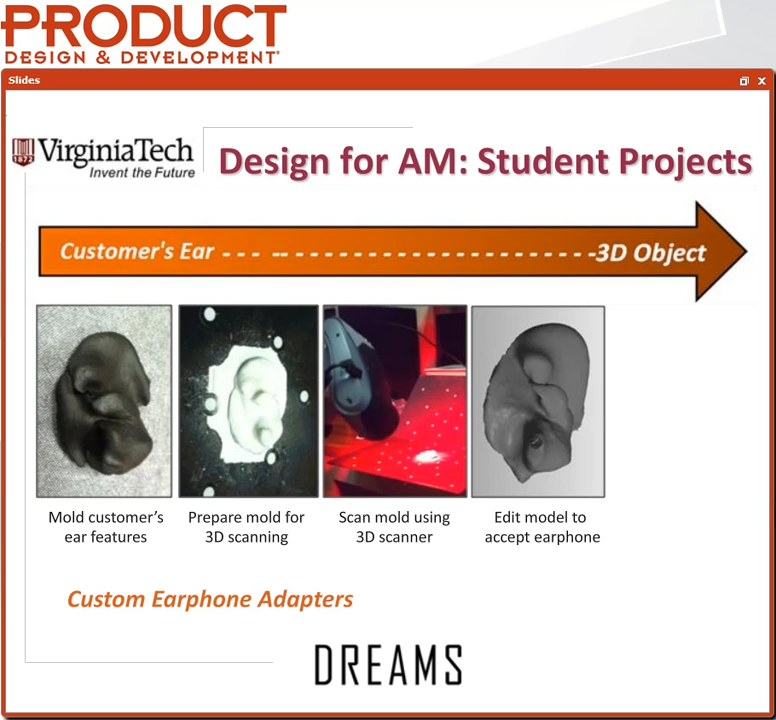 PRODUCT
DESIGN & DEVELOPMENT
Slides
1872
VirginiaTech
Invent the Future
Design for AM: Student Projects
Customer's Ear - - - -- - - - - - - - - - - - - - - - - - - - - - -3D Object
Mold customer’s
ear features
Prepare mold for
3D scanning
Scan mold using
3D scanner
Edit model to
accept earphone
Custom Earphone Adapters
DREAMS